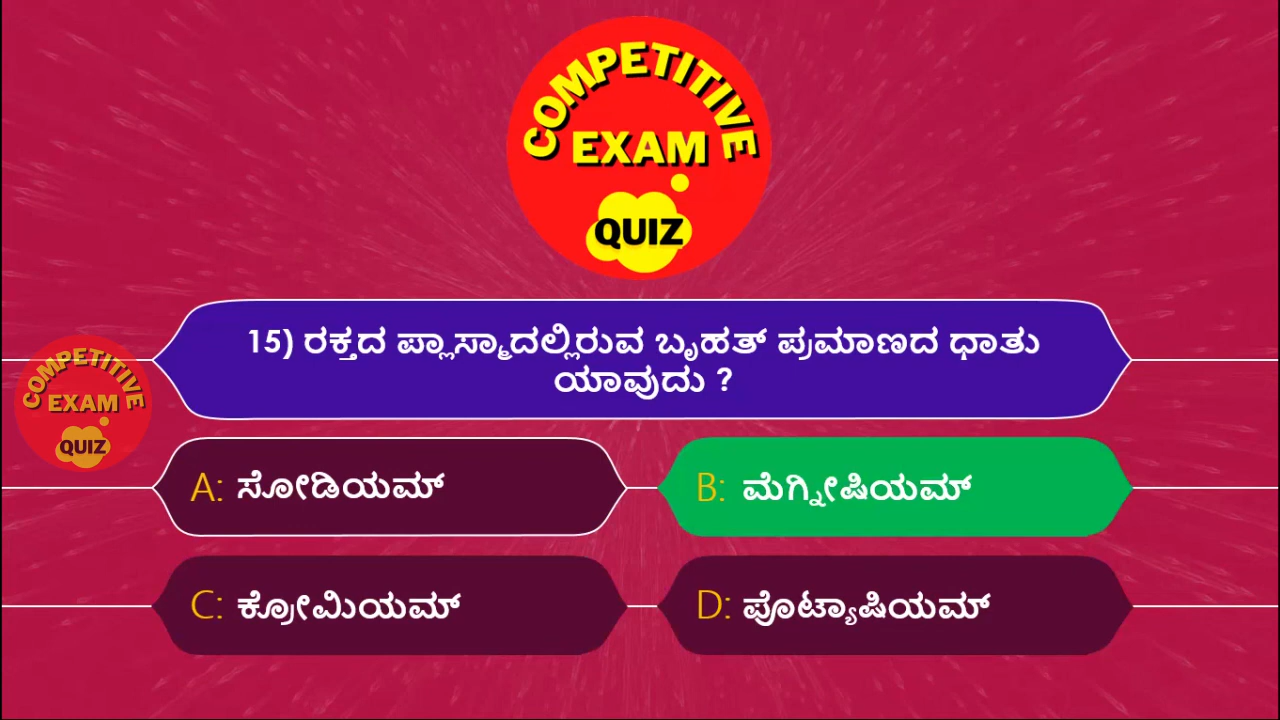 COMPETITIVE
EXAM
QUIZ
15) ರಕ್ತದ ಪ್ಲಾಸ್ಮಾದಲ್ಲಿರುವ ಬೃಹತ್ ಪ್ರಮಾಣದ ಧಾತು
ಯಾವುದು ?
COMPETITIVE
EXAM
QUIZ
A: ಸೋಡಿಯಮ್
B: ಮೆಗ್ನೀಷಿಯಮ್
C: ಕ್ರೋಮಿಯಮ್
D: ಪೊಟ್ಯಾಷಿಯಮ್